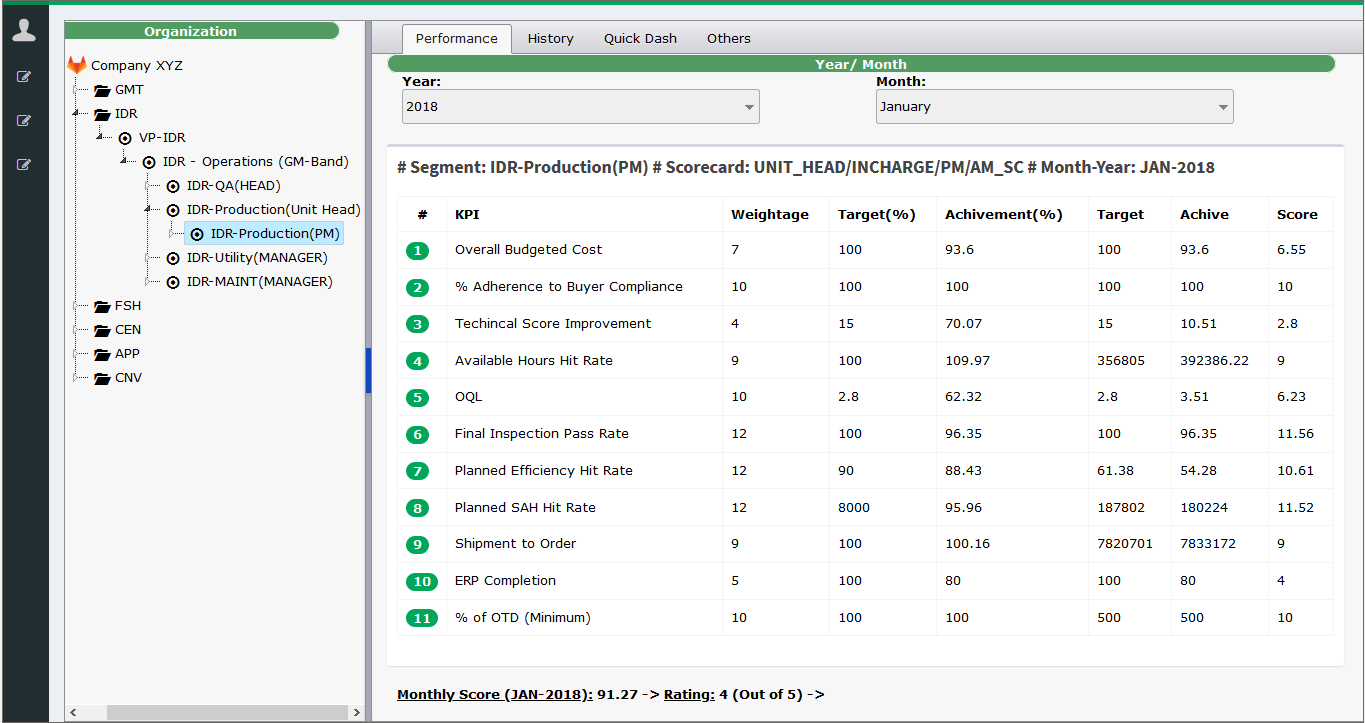 Organization
Company XYZ
GMT
IDR
VP-IDR
IDR - Operations (GM-Band)
IDR-QA(HEAD)
IDR-Production(Unit Head)
IDR-Production(PM)
IDR-Utility(MANAGER)
IDR-MAINT(MANAGER)
FSH
CEN
APP
CNV
Performance History Quick Dash Others
Year/ Month
Year: Month:
2018 January
# Segment: IDR-Production(PM) # Scorecard: UNIT_HEAD/INCHARGE/PM/AM_SC # Month-Year: JAN-2018
# KPI Weightage Target(%) Achivement(%) Target Achive Score
1 Overall Budgeted Cost 7 100 93.6 100 93.6 6.55
2 % Adherence to Buyer Compliance 10 100 100 100 100 10
3 Techincal Score Improvement 4 15 70.07 15 10.51 2.8
4 Available Hours Hit Rate 9 100 109.97 356805 392386.22 9
5 OQL 10 2.8 62.32 2.8 3.51 6.23
6 Final Inspection Pass Rate 12 100 96.35 100 96.35 11.56
7 Planned Efficiency Hit Rate 12 90 88.43 61.38 54.28 10.61
8 Planned SAH Hit Rate 12 8000 95.96 187802 180224 11.52
9 Shipment to Order 9 100 100.16 7820701 7833172 9
10 ERP Completion 5 100 80 100 80 4
11 % of OTD (Minimum) 10 100 100 500 500 10
Monthly Score (JAN-2018): 91.27 -> Rating: 4 (Out of 5) ->